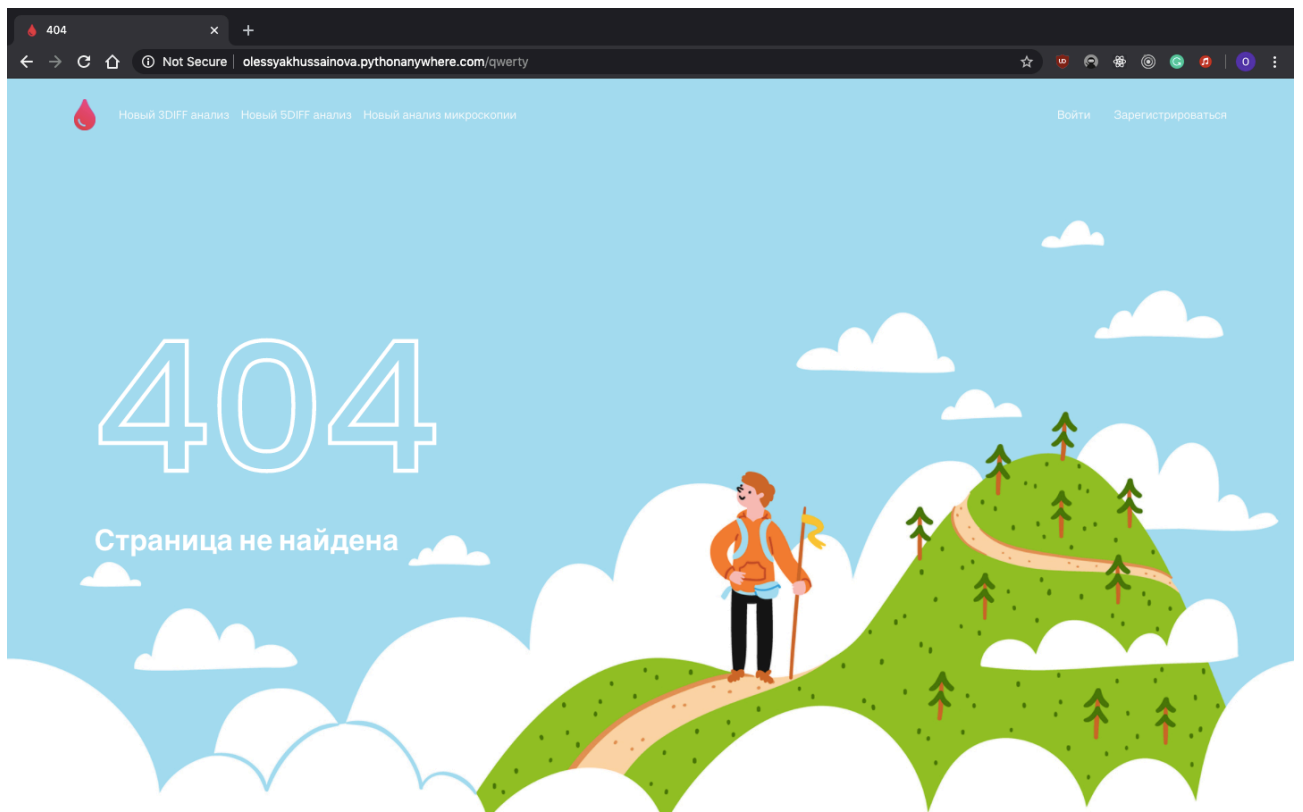 404
Not Secure | olessyakhussainova.pythonanywhere.com/qwerty
Новый 3DIFF анализ Новый 5DIFF анализ Новый анализ микроскопии Войти Зарегистрироваться
404
Страница не найдена